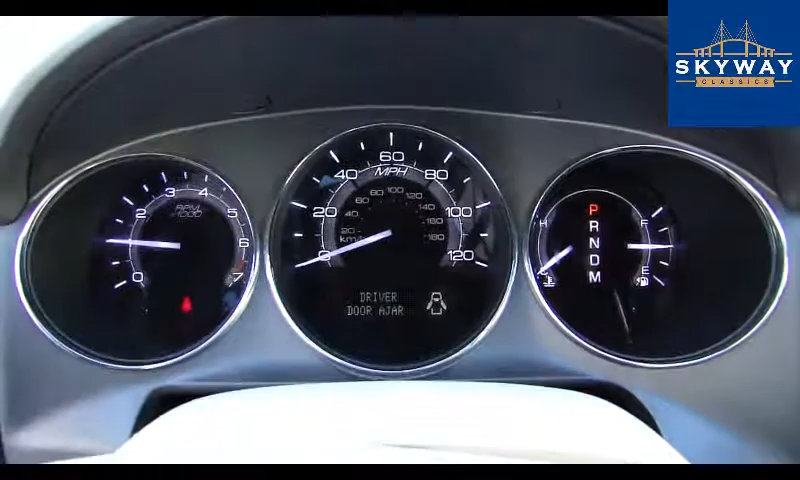 SKYWAY
CLASSICS
0 2 3 4 5 6 7
RPM
x1000
0 20 40 60 80 100 120
MPH
20 40 60 80 100 120 140 160 180
km/h
DRIVER
DOOR AJAR
H
C
P
R
N
D
M
F
E